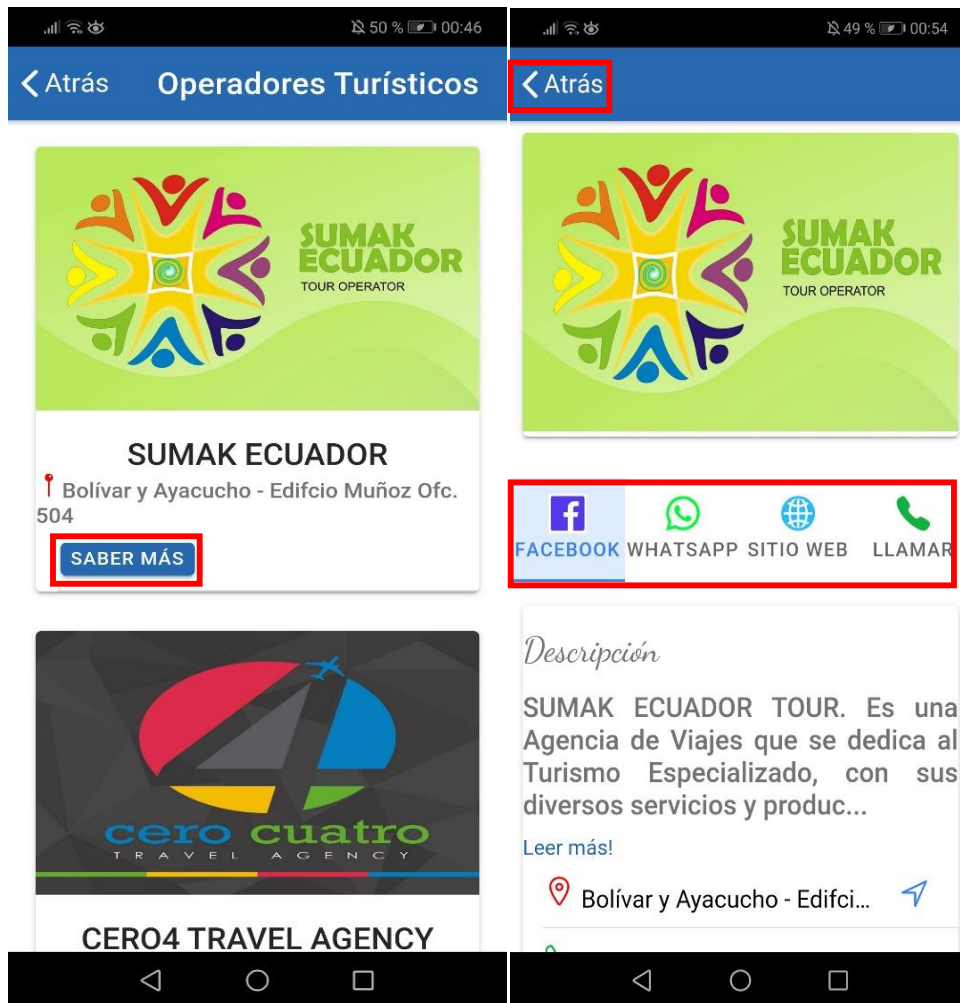 50 % 00:46
Atrás Operadores Turísticos
SUMAK
ECUADOR
TOUR OPERATOR
SUMAK ECUADOR
Bolívar y Ayacucho - Edifcio Muñoz Ofc.
504
SABER MÁS
cero cuatro
TRAVEL AGENCY
CERO4 TRAVEL AGENCY
49 % 00:54
Atrás
SUMAK
ECUADOR
TOUR OPERATOR
FACEBOOK WHATSAPP SITIO WEB LLAMAR
Descripción
SUMAK ECUADOR TOUR. Es una
Agencia de Viajes que se dedica al
Turismo Especializado, con sus
diversos servicios y produc...
Leer más!
Bolívar y Ayacucho - Edifci...